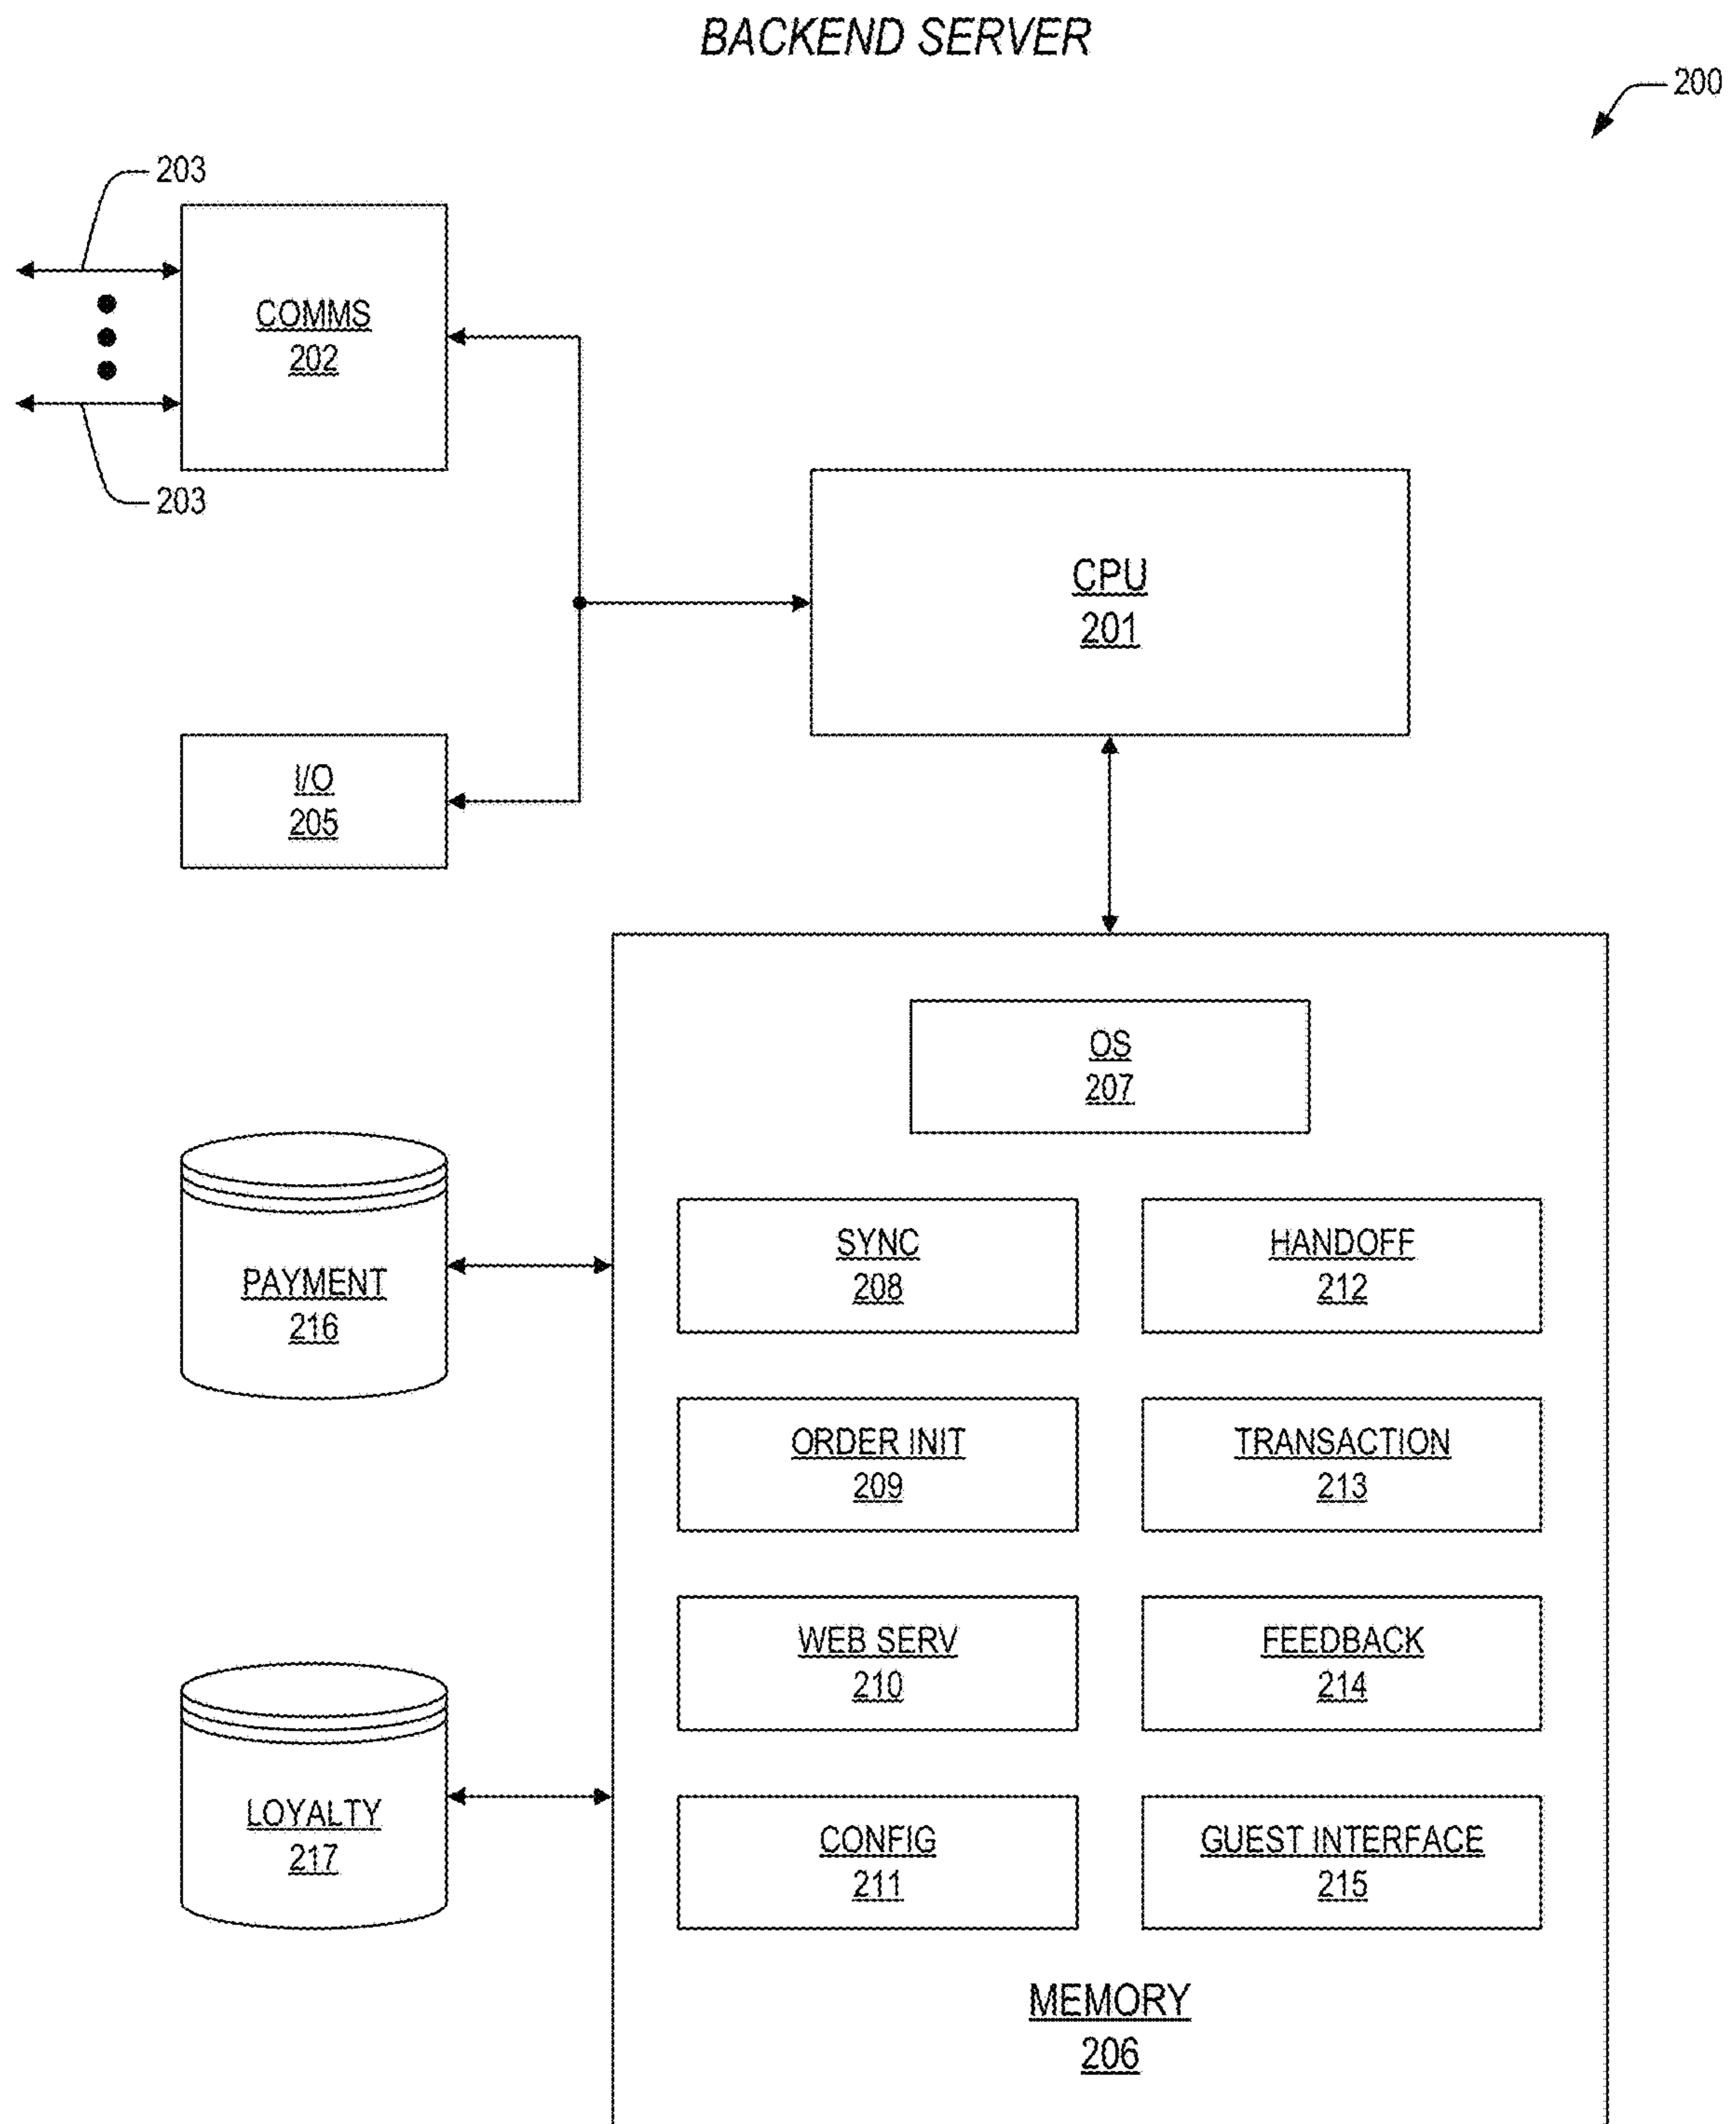 BACKEND SERVER
200
203
COMMS
202
203
CPU
201
I/O
205
OS
207
SYNC
208
HANDOFF
212
PAYMENT
216
ORDER INIT
209
TRANSACTION
213
WEB SERV
210
FEEDBACK
214
LOYALTY
217
CONFIG
211
GUEST INTERFACE
215
MEMORY
206